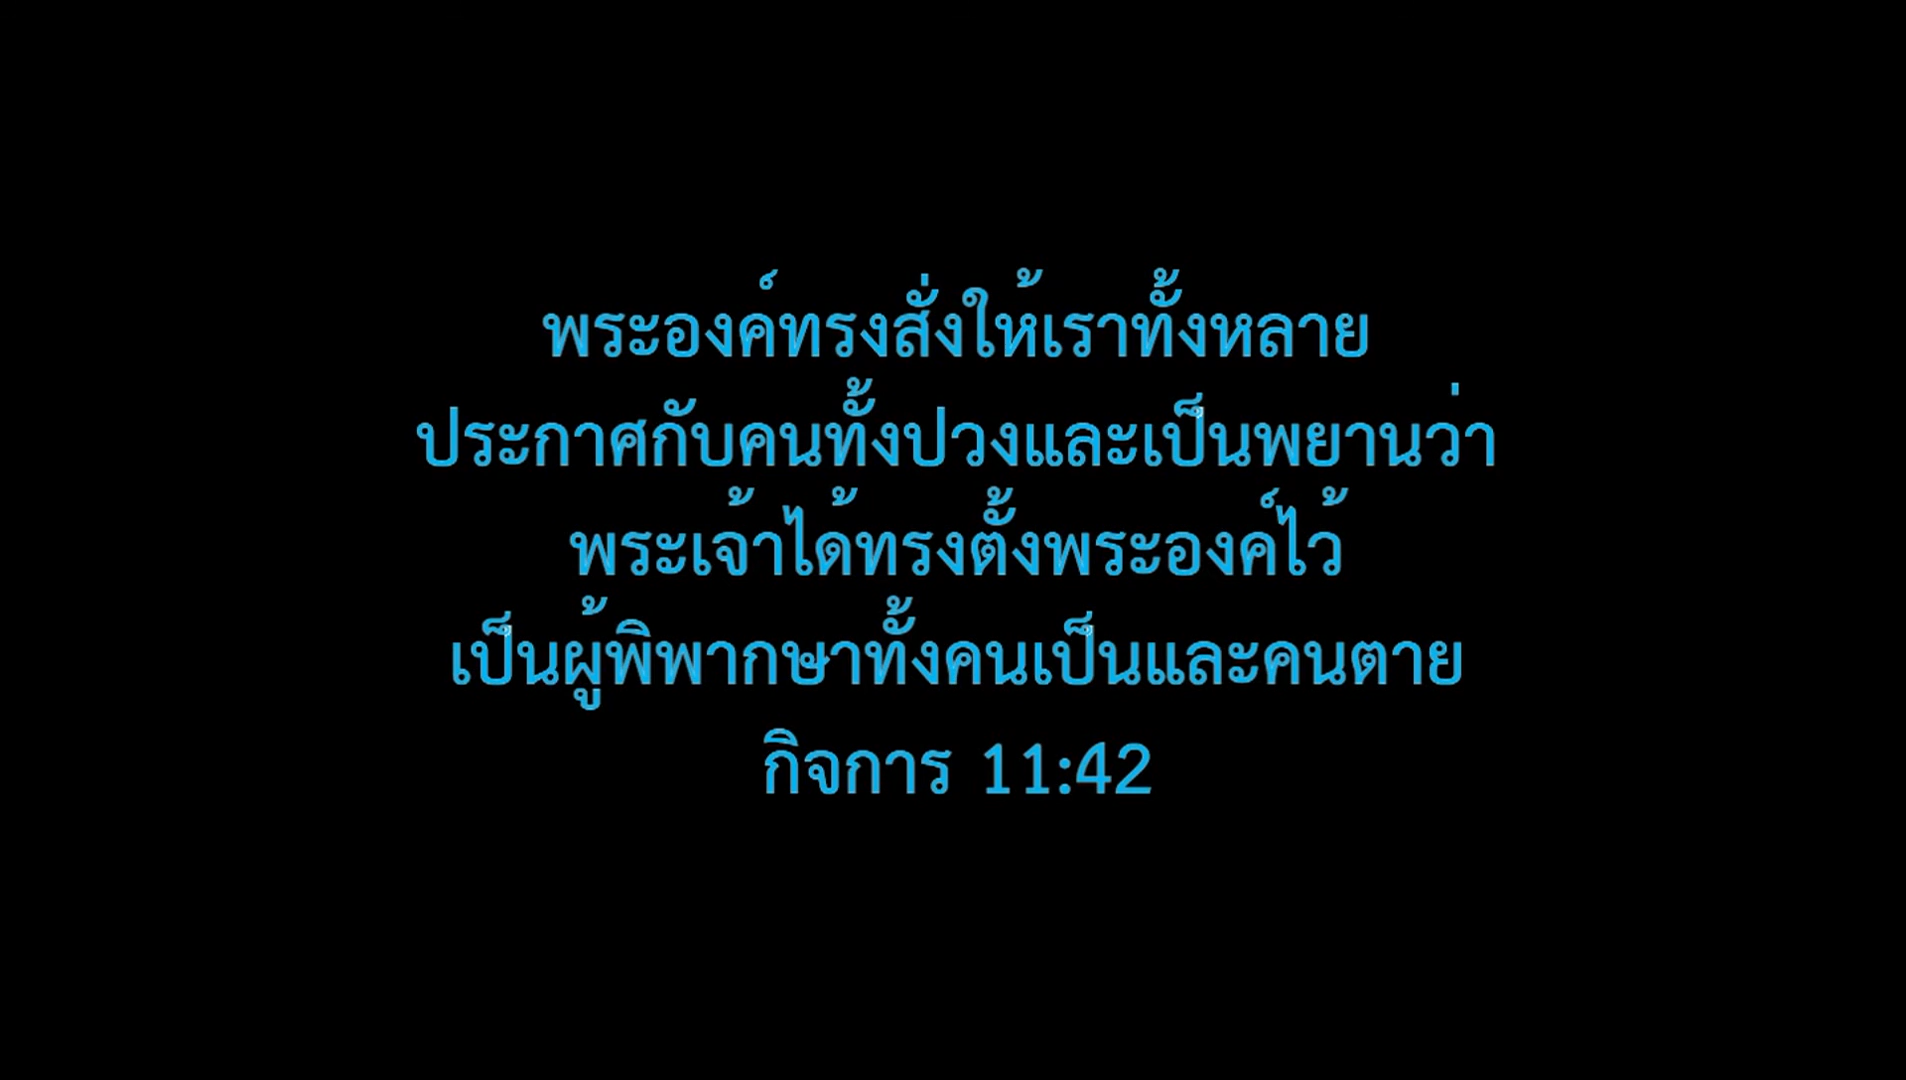 พระองค์ทรงสั่งให้เราทั้งหลาย
ประกาศกับคนทั้งปวงและเป็นพยานว่า
พระเจ้าได้ทรงตั้งพระองค์ไว้
เป็นผู้พิพากษาทั้งคนเป็นและคนตาย
กิจการ 11:42